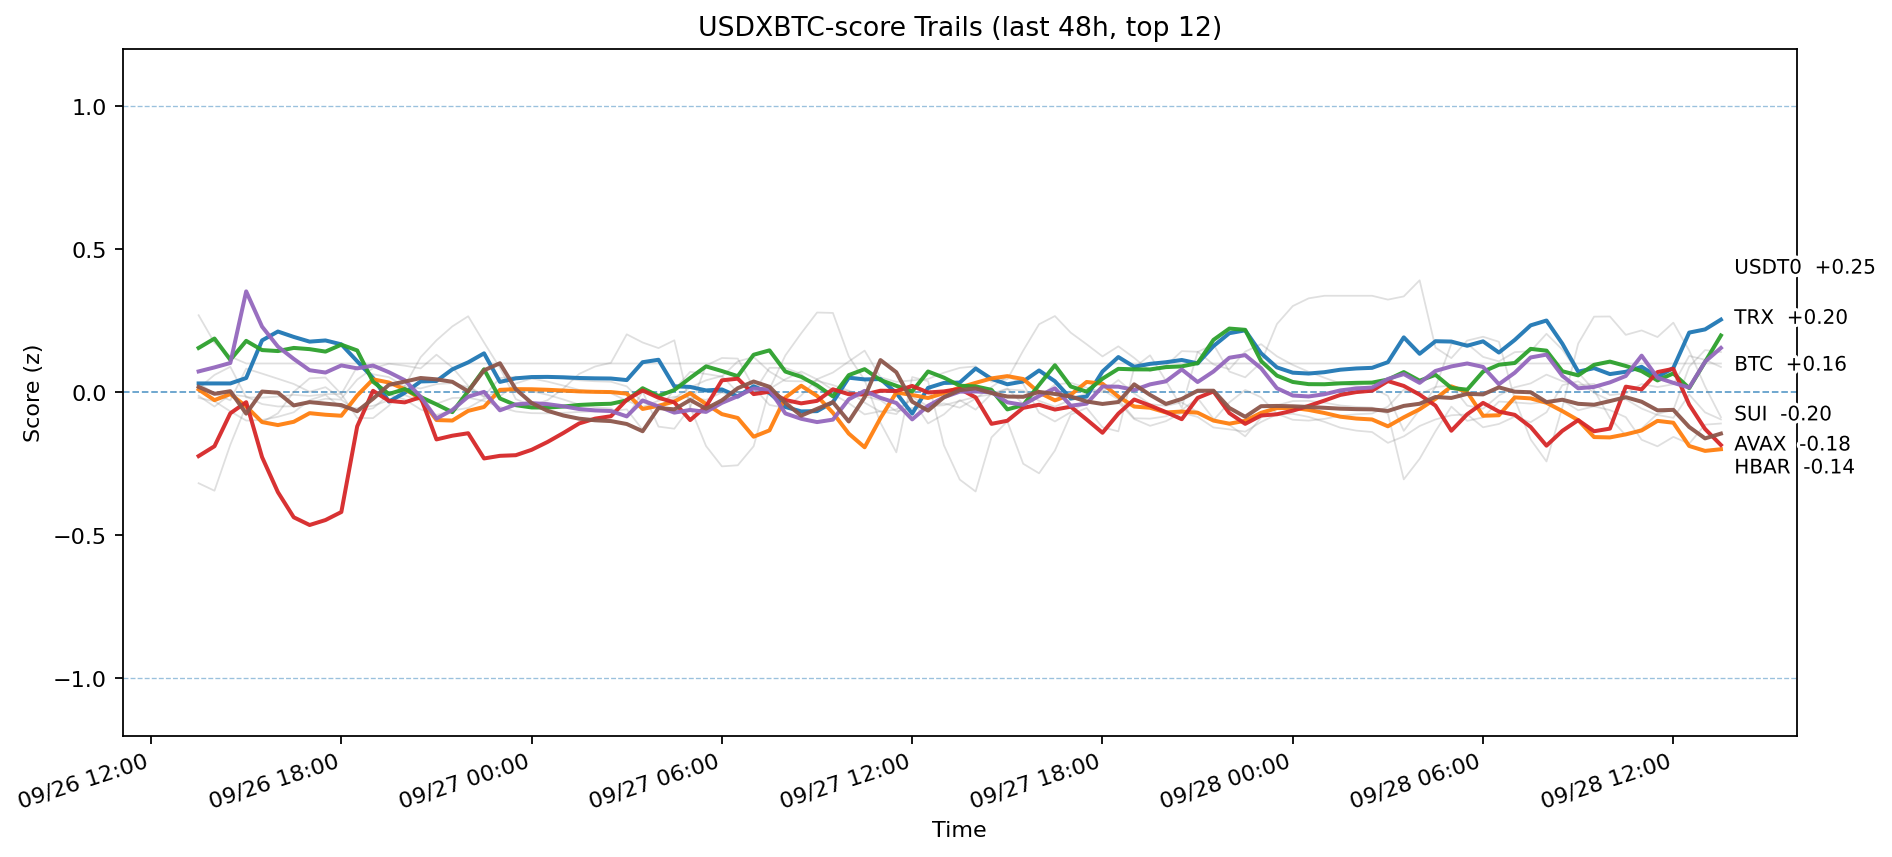 USDXBTC-score Trails (last 48h, top 12)
1.0
0.5
0.0
−0.5
−1.0
Score (z)
USDT0 +0.25
TRX +0.20
BTC +0.16
SUI -0.20
AVAX -0.18
HBAR -0.14
09/26 12:00
09/26 18:00
09/27 00:00
09/27 06:00
09/27 12:00
09/27 18:00
09/28 00:00
09/28 06:00
09/28 12:00
Time